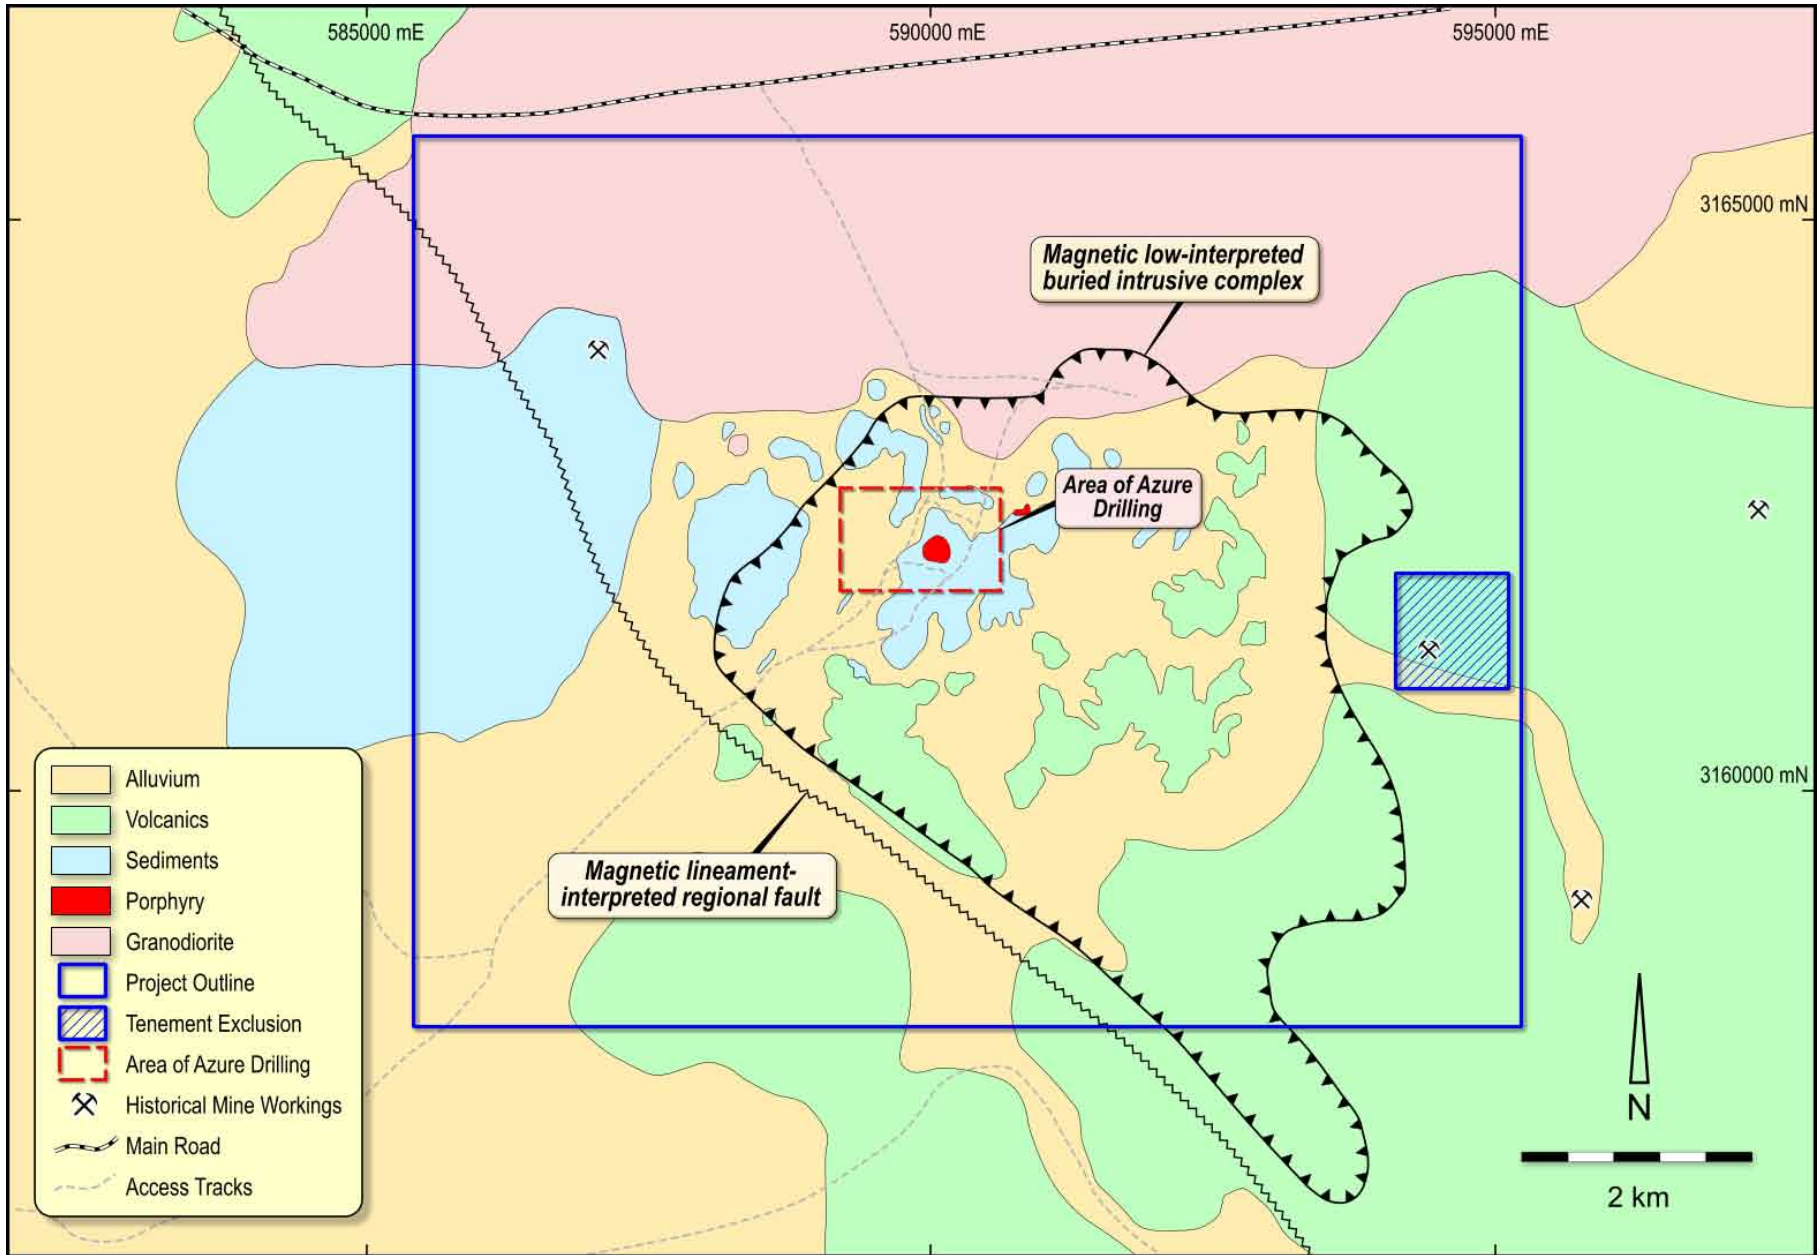 585000 mE
590000 mE
595000 mE
3165000 mN
Magnetic low-interpreted
buried intrusive complex
Area of Azure
Drilling
3160000 mN
Magnetic lineament-
interpreted regional fault
Alluvium
Volcanics
Sediments
Porphyry
Granodiorite
Project Outline
Tenement Exclusion
Area of Azure Drilling
Historical Mine Workings
Main Road
Access Tracks
N
2 km